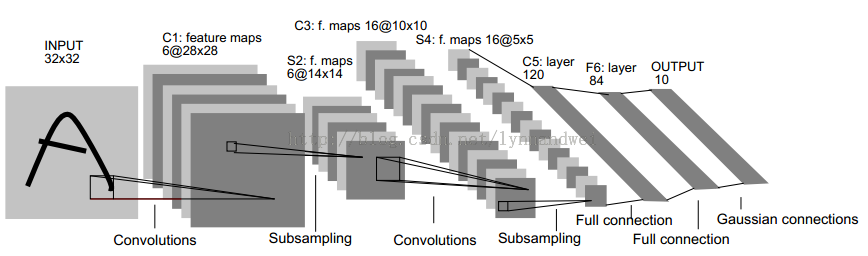 INPUT
32x32
C1: feature maps
6@28x28
S2: f. maps
6@14x14
C3: f. maps 16@10x10
S4: f. maps 16@5x5
C5: layer
120
F6: layer
84
OUTPUT
10
Convolutions
Subsampling
Convolutions
Subsampling
Full connection
Full connection
Gaussian connections